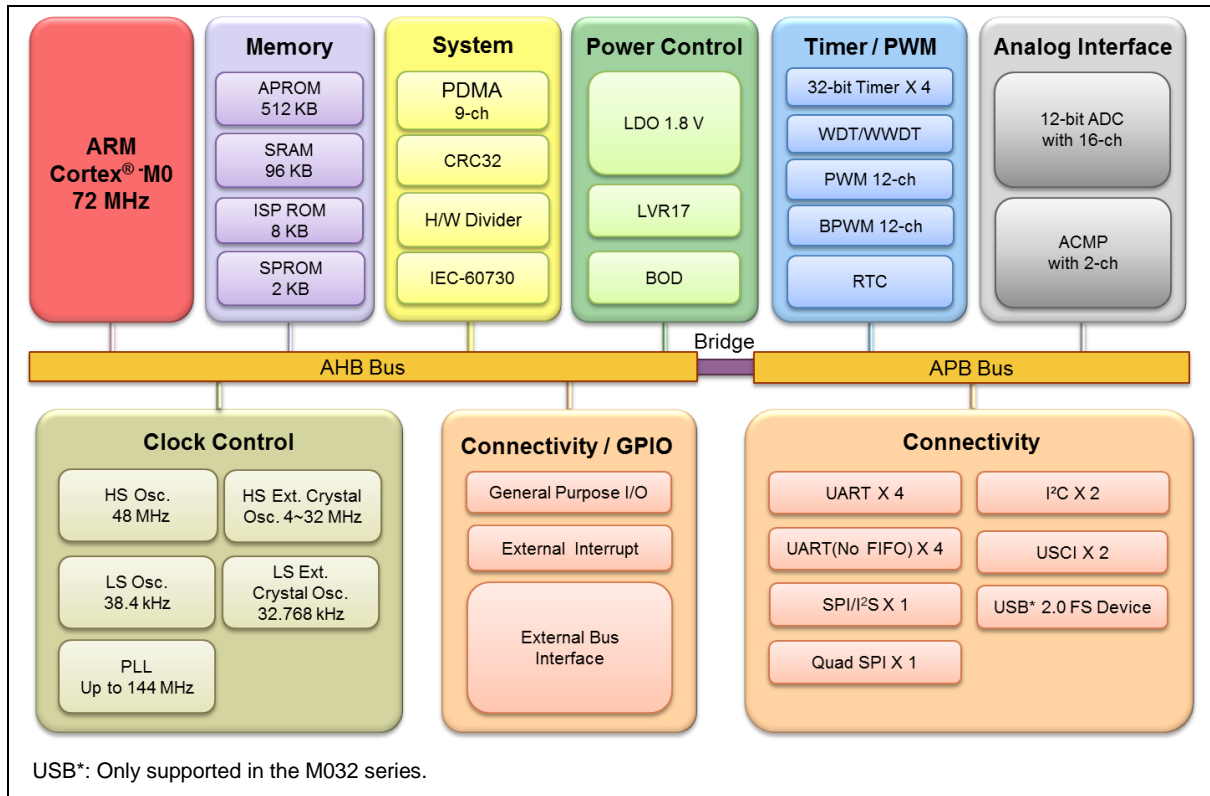 ARM
Cortex®-M0
72 MHz
Memory
APROM
512 KB
SRAM
96 KB
ISP ROM
8 KB
SPROM
2 KB
System
PDMA
9-ch
CRC32
H/W Divider
IEC-60730
Power Control
LDO 1.8 V
LVR17
BOD
Timer / PWM
32-bit Timer X 4
WDT/WWDT
PWM 12-ch
BPWM 12-ch
RTC
Analog Interface
12-bit ADC
with 16-ch
ACMP
with 2-ch
AHB Bus
Bridge
APB Bus
Clock Control
HS Osc.
48 MHz
HS Ext. Crystal
Osc. 4~32 MHz
LS Osc.
38.4 kHz
LS Ext.
Crystal Osc.
32.768 kHz
PLL
Up to 144 MHz
Connectivity / GPIO
General Purpose I/O
External Interrupt
External Bus
Interface
Connectivity
UART X 4
I²C X 2
UART(No FIFO) X 4
USCI X 2
SPI/I²S X 1
USB* 2.0 FS Device
Quad SPI X 1
USB*: Only supported in the M032 series.